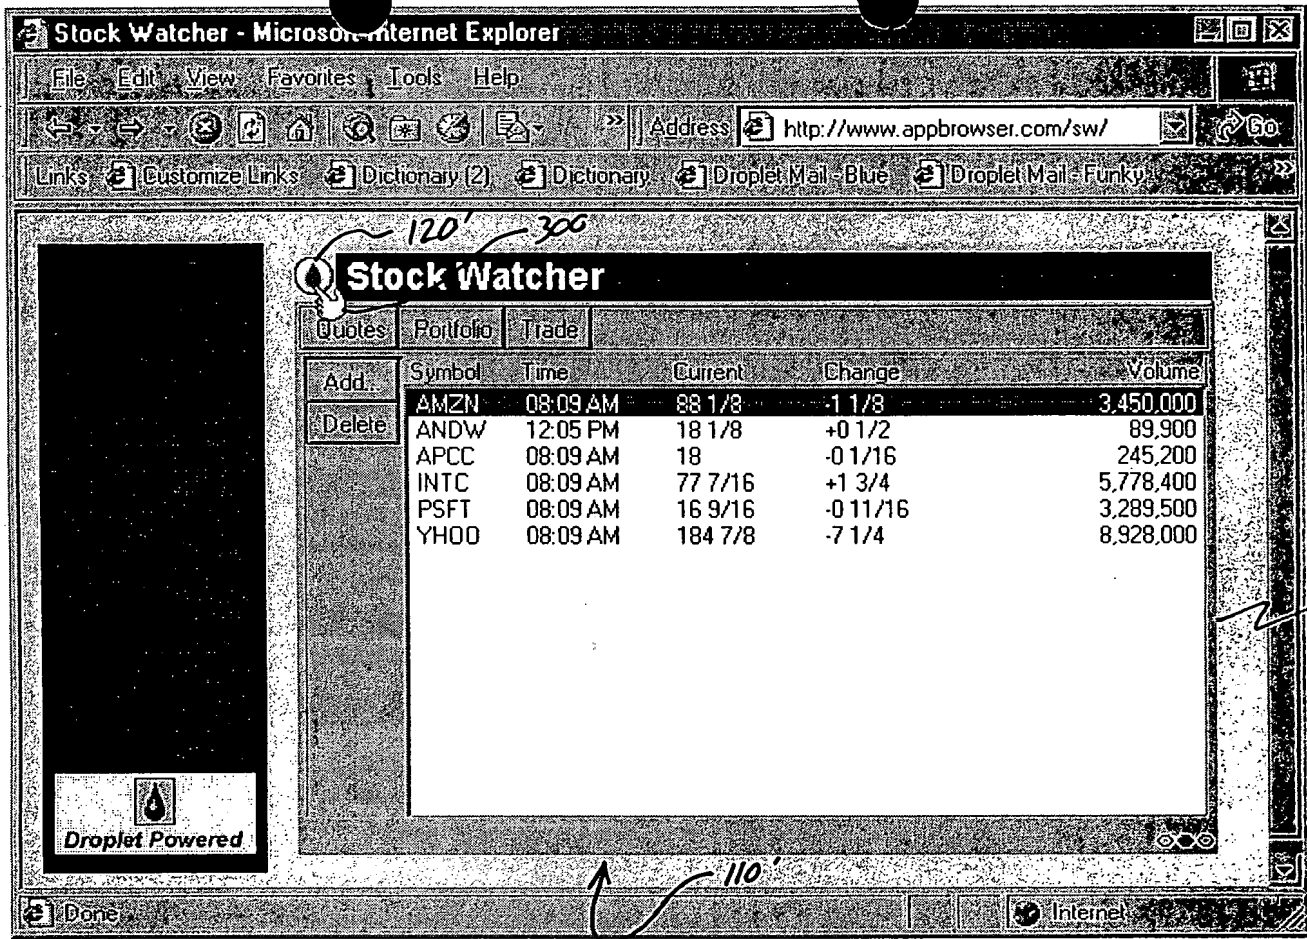 Stock Watcher - Microsoft Internet Explorer
File Edit View Favorites Tools Help
Address http://www.appbrowser.com/sw/ Go
Links Customize Links Dictionary (2) Dictionary Droplet Mail - Blue Droplet Mail - Funky
120' 300
Stock Watcher
Quotes Portfolio Trade
Add... Symbol Time Current Change Volume
Delete AMZN 08:09 AM 88 1/8 -1 1/8 3,450,000
ANDW 12:05 PM 18 1/8 +0 1/2 89,900
APCC 08:09 AM 18 -0 1/16 245,200
INTC 08:09 AM 77 7/16 +1 3/4 5,778,400
PSFT 08:09 AM 16 9/16 -0 11/16 3,289,500
YHOO 08:09 AM 184 7/8 -7 1/4 8,928,000
Droplet Powered
110'
Done Internet